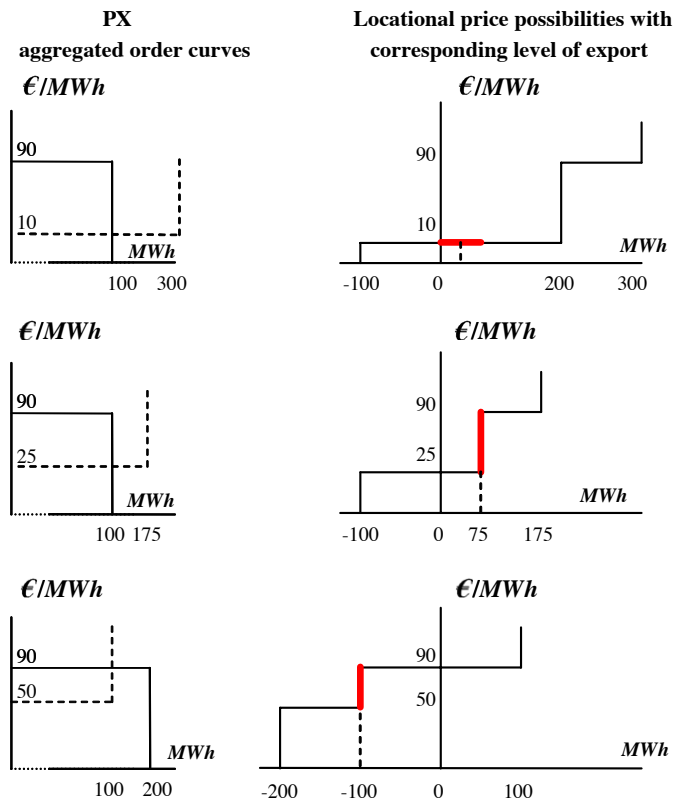 PX
aggregated order curves
Locational price possibilities with
corresponding level of export
€/MWh
90
10
MWh
100 300
€/MWh
90
10
MWh
-100 0 200 300
€/MWh
90
25
MWh
100 175
€/MWh
90
25
MWh
-100 0 75 175
€/MWh
90
50
MWh
100 200
€/MWh
90
50
MWh
-200 -100 0 100